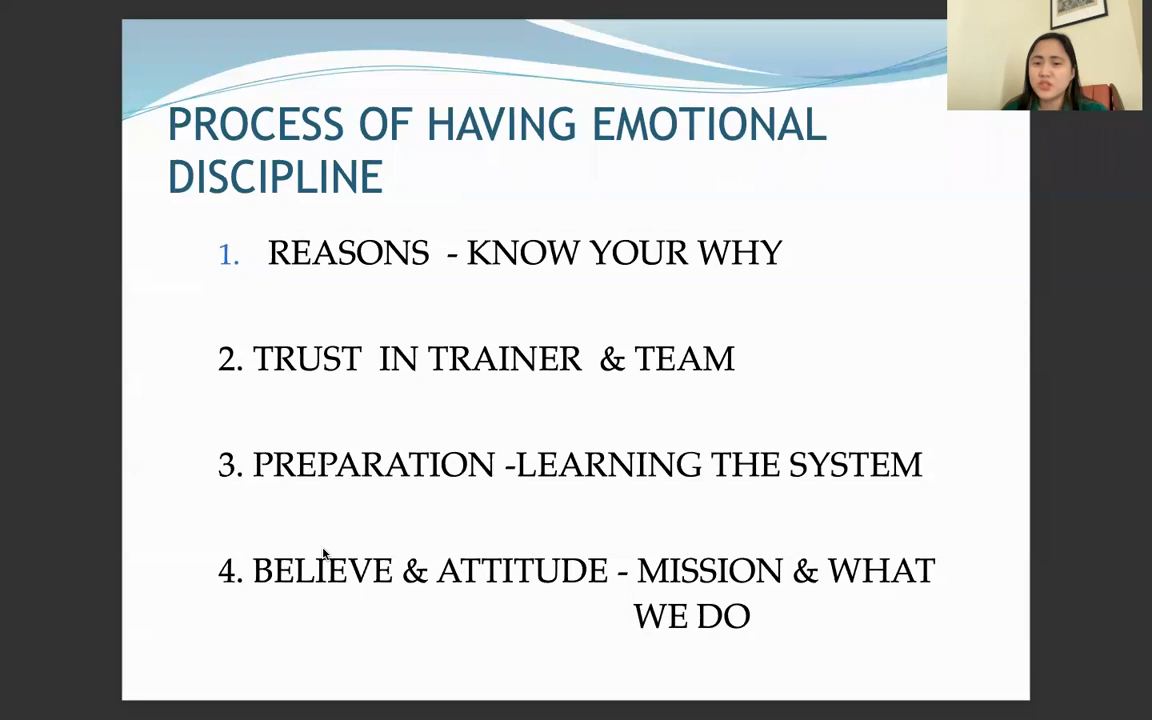 PROCESS OF HAVING EMOTIONAL
DISCIPLINE
1. REASONS - KNOW YOUR WHY
2. TRUST IN TRAINER & TEAM
3. PREPARATION -LEARNING THE SYSTEM
4. BELIEVE & ATTITUDE - MISSION & WHAT
WE DO